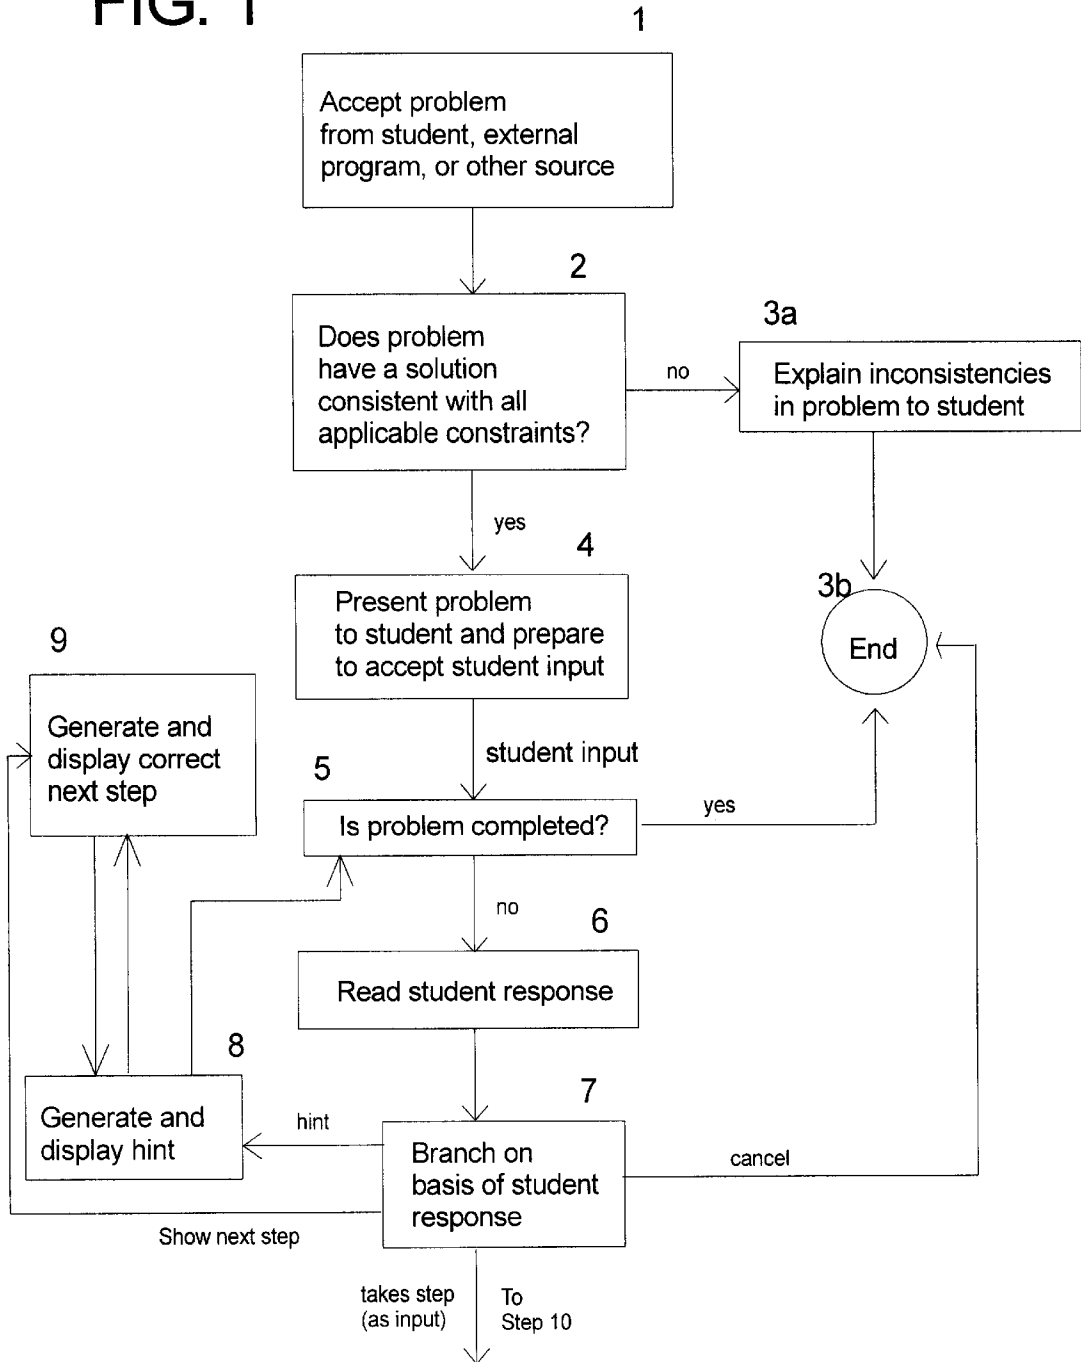 FIG. 1
1
Accept problem
from student, external
program, or other source
2
Does problem
have a solution
consistent with all
applicable constraints?
no
3a
Explain inconsistencies
in problem to student
yes
4
Present problem
to student and prepare
to accept student input
3b
End
9
Generate and
display correct
next step
student input
5
Is problem completed?
yes
no
6
Read student response
8
Generate and
display hint
hint
7
Branch on
basis of student
response
cancel
Show next step
takes step
(as input)
To
Step 10